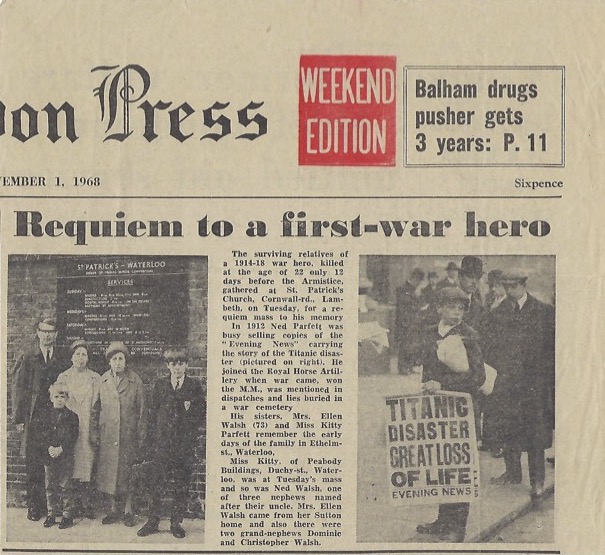 don Press
WEEKEND
EDITION
Balham drugs
pusher gets
3 years: P. 11
VEMBER 1, 1968
Sixpence
Requiem to a first-war hero
ST PATRICK'S - WATERLOO
SERVICES
The surviving relatives of
a 1914-18 war hero, killed
at the age of 22 only 12
days before the Armistice,
gathered at St. Patrick's
Church, Cornwall-rd., Lam-
beth, on Tuesday, for a re-
quiem mass to his memory
In 1912 Ned Parfett was
busy selling copies of the
"Evening News" carrying
the story of the Titanic disas-
ter (pictured on right). He
joined the Royal Horse Artil-
lery when war came, won
the M.M., was mentioned in
dispatches and lies buried in
a war cemetery
His sisters, Mrs. Ellen
Walsh (73) and Miss Kitty
Parfett remember the early
days of the family in Ethelm-
st., Waterloo,
Miss Kitty, of Peabody
Buildings, Duchy-st., Water-
loo, was at Tuesday's mass
and so was Ned Walsh, one
of three nephews named
after their uncle. Mrs. Ellen
Walsh came from her Sutton
home and also there were
two grand-nephews Dominic
and Christopher Walsh.
TITANIC
DISASTER
GREAT LOSS
OF LIFE
EVENING NEWS